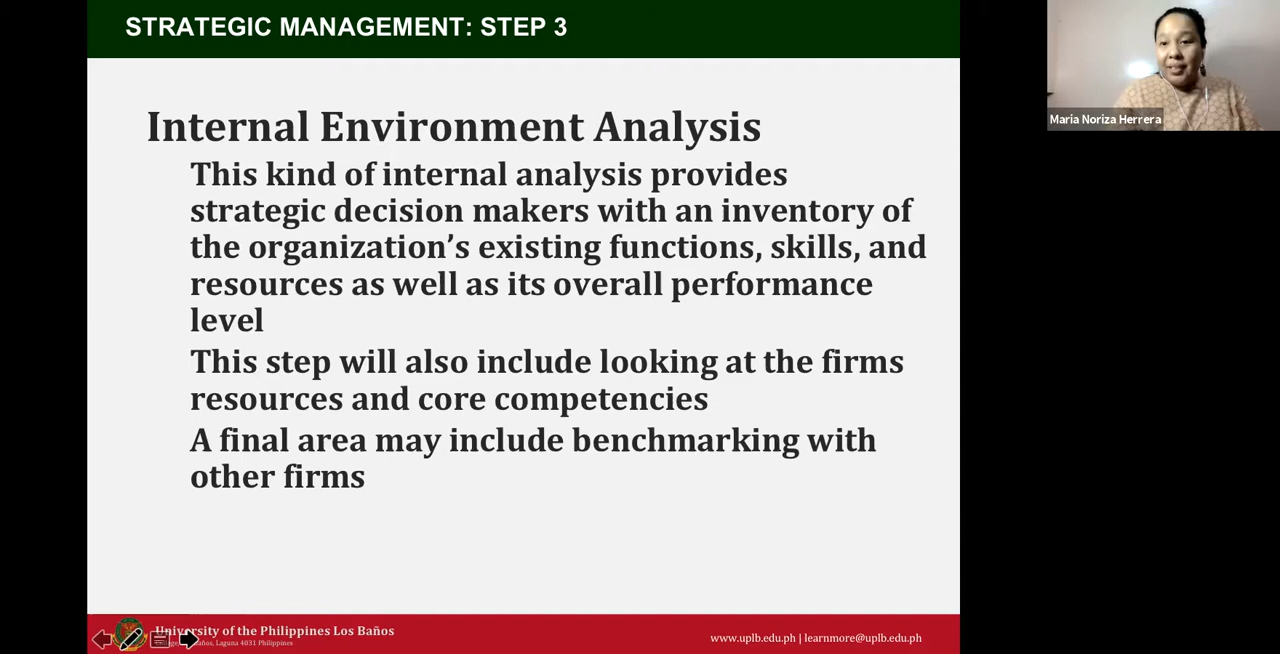 STRATEGIC MANAGEMENT: STEP 3
Maria Noriza Herrera
Internal Environment Analysis
This kind of internal analysis provides
strategic decision makers with an inventory of
the organization's existing functions, skills, and
resources as well as its overall performance
level
This step will also include looking at the firms
resources and core competencies
A final area may include benchmarking with
other firms
University of the Philippines Los Baños
Laguna 4031 Philippines
www.uplb.edu.ph | learnmore@uplb.edu.ph